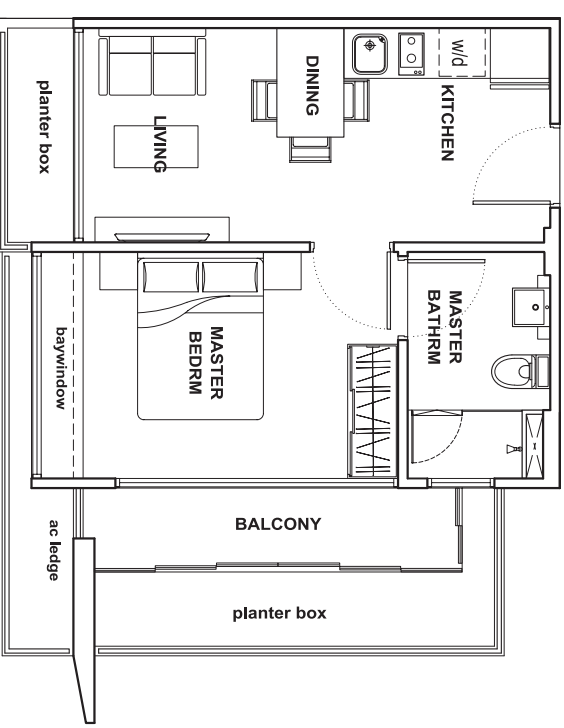 w/d
DINING
KITCHEN
planter box
LIVING
MASTER
BATHRM
MASTER
BEDRM
baywindow
BALCONY
ac ledge
planter box